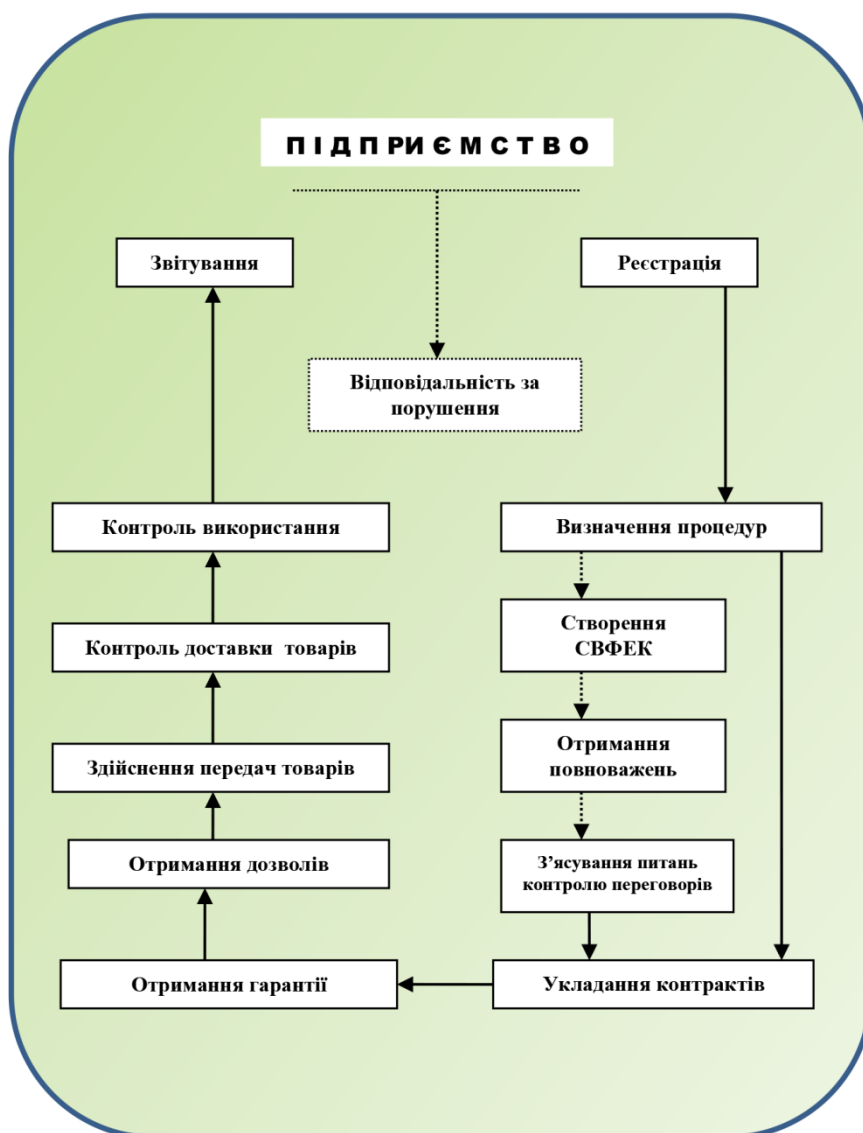 ПІДПРИЄМСТВО
Звітування
Реєстрація
Відповідальність за
порушення
Контроль використання
Визначення процедур
Створення
СВФЕК
Контроль доставки товарів
Отримання
повноважень
Здійснення передач товарів
Отримання дозволів
З’ясування питань
контролю переговорів
Отримання гарантії
Укладання контрактів